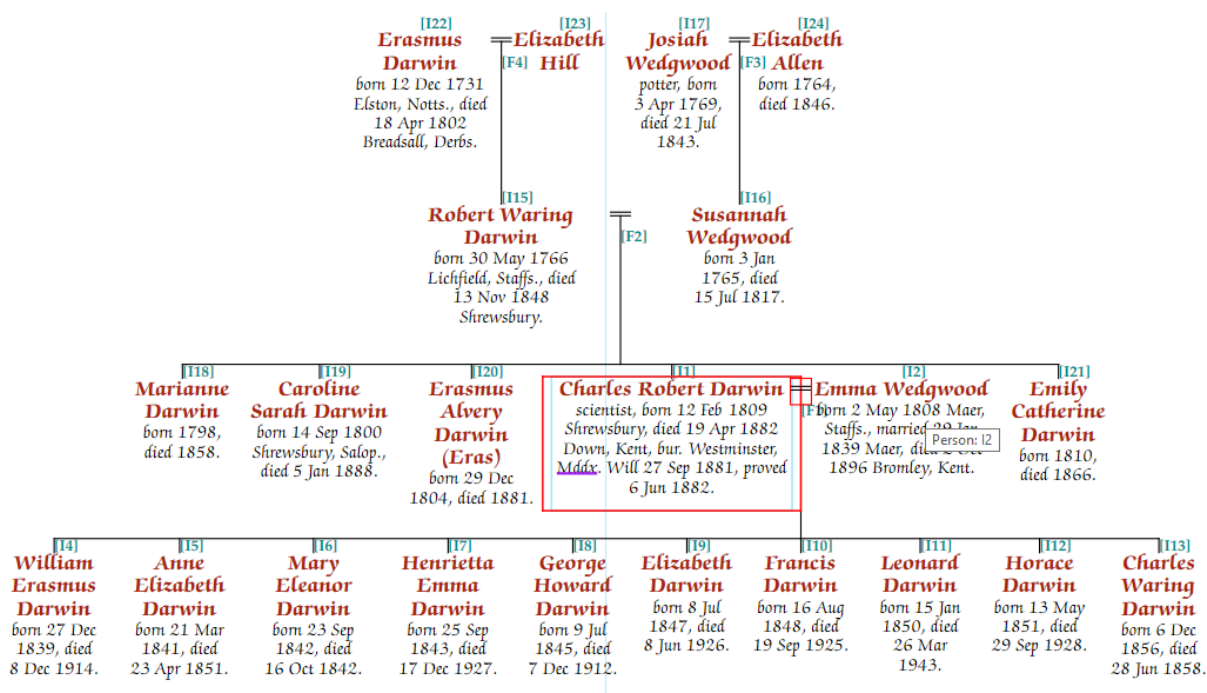 [I22]
Erasmus
Darwin
born 12 Dec 1731
Elston, Notts., died
18 Apr 1802
Breadsall, Derbs.
[F4]
[I23]
Elizabeth
Hill
[I17]
Josiah
Wedgwood
potter, born
3 Apr 1769,
died 21 Jul
1843.
[F3]
[I24]
Elizabeth
Allen
born 1764,
died 1846.
[I15]
Robert Waring
Darwin
born 30 May 1766
Lichfield, Staffs., died
13 Nov 1848
Shrewsbury.
[F2]
[I16]
Susannah
Wedgwood
born 3 Jan
1765, died
15 Jul 1817.
[I18]
Marianne
Darwin
born 1798,
died 1858.
[I19]
Caroline
Sarah Darwin
born 14 Sep 1800
Shrewsbury, Salop.,
died 5 Jan 1888.
[I20]
Erasmus
Alvery
Darwin
(Eras)
born 29 Dec
1804, died 1881.
[I1]
Charles Robert Darwin
scientist, born 12 Feb 1809
Shrewsbury, died 19 Apr 1882
Down, Kent, bur. Westminster,
Mddx. Will 27 Sep 1881, proved
6 Jun 1882.
[I2]
Emma Wedgwood
born 2 May 1808 Maer,
Staffs., married
1839 Maer, died 2
1896 Bromley, Kent.
Person: I2
[I21]
Emily
Catherine
Darwin
born 1810,
died 1866.
[I4]
William
Erasmus
Darwin
born 27 Dec
1839, died
8 Dec 1914.
[I5]
Anne
Elizabeth
Darwin
born 21 Mar
1841, died
23 Apr 1851.
[I6]
Mary
Eleanor
Darwin
born 23 Sep
1842, died
16 Oct 1842.
[I7]
Henrietta
Emma
Darwin
born 25 Sep
1843, died
17 Dec 1927.
[I8]
George
Howard
Darwin
born 9 Jul
1845, died
7 Dec 1912.
[I9]
Elizabeth
Darwin
born 8 Jul
1847, died
8 Jun 1926.
[I10]
Francis
Darwin
born 16 Aug
1848, died
19 Sep 1925.
[I11]
Leonard
Darwin
born 15 Jan
1850, died
26 Mar
1943.
[I12]
Horace
Darwin
born 13 May
1851, died
29 Sep 1928.
[I13]
Charles
Waring
Darwin
born 6 Dec
1856, died
28 Jun 1858.